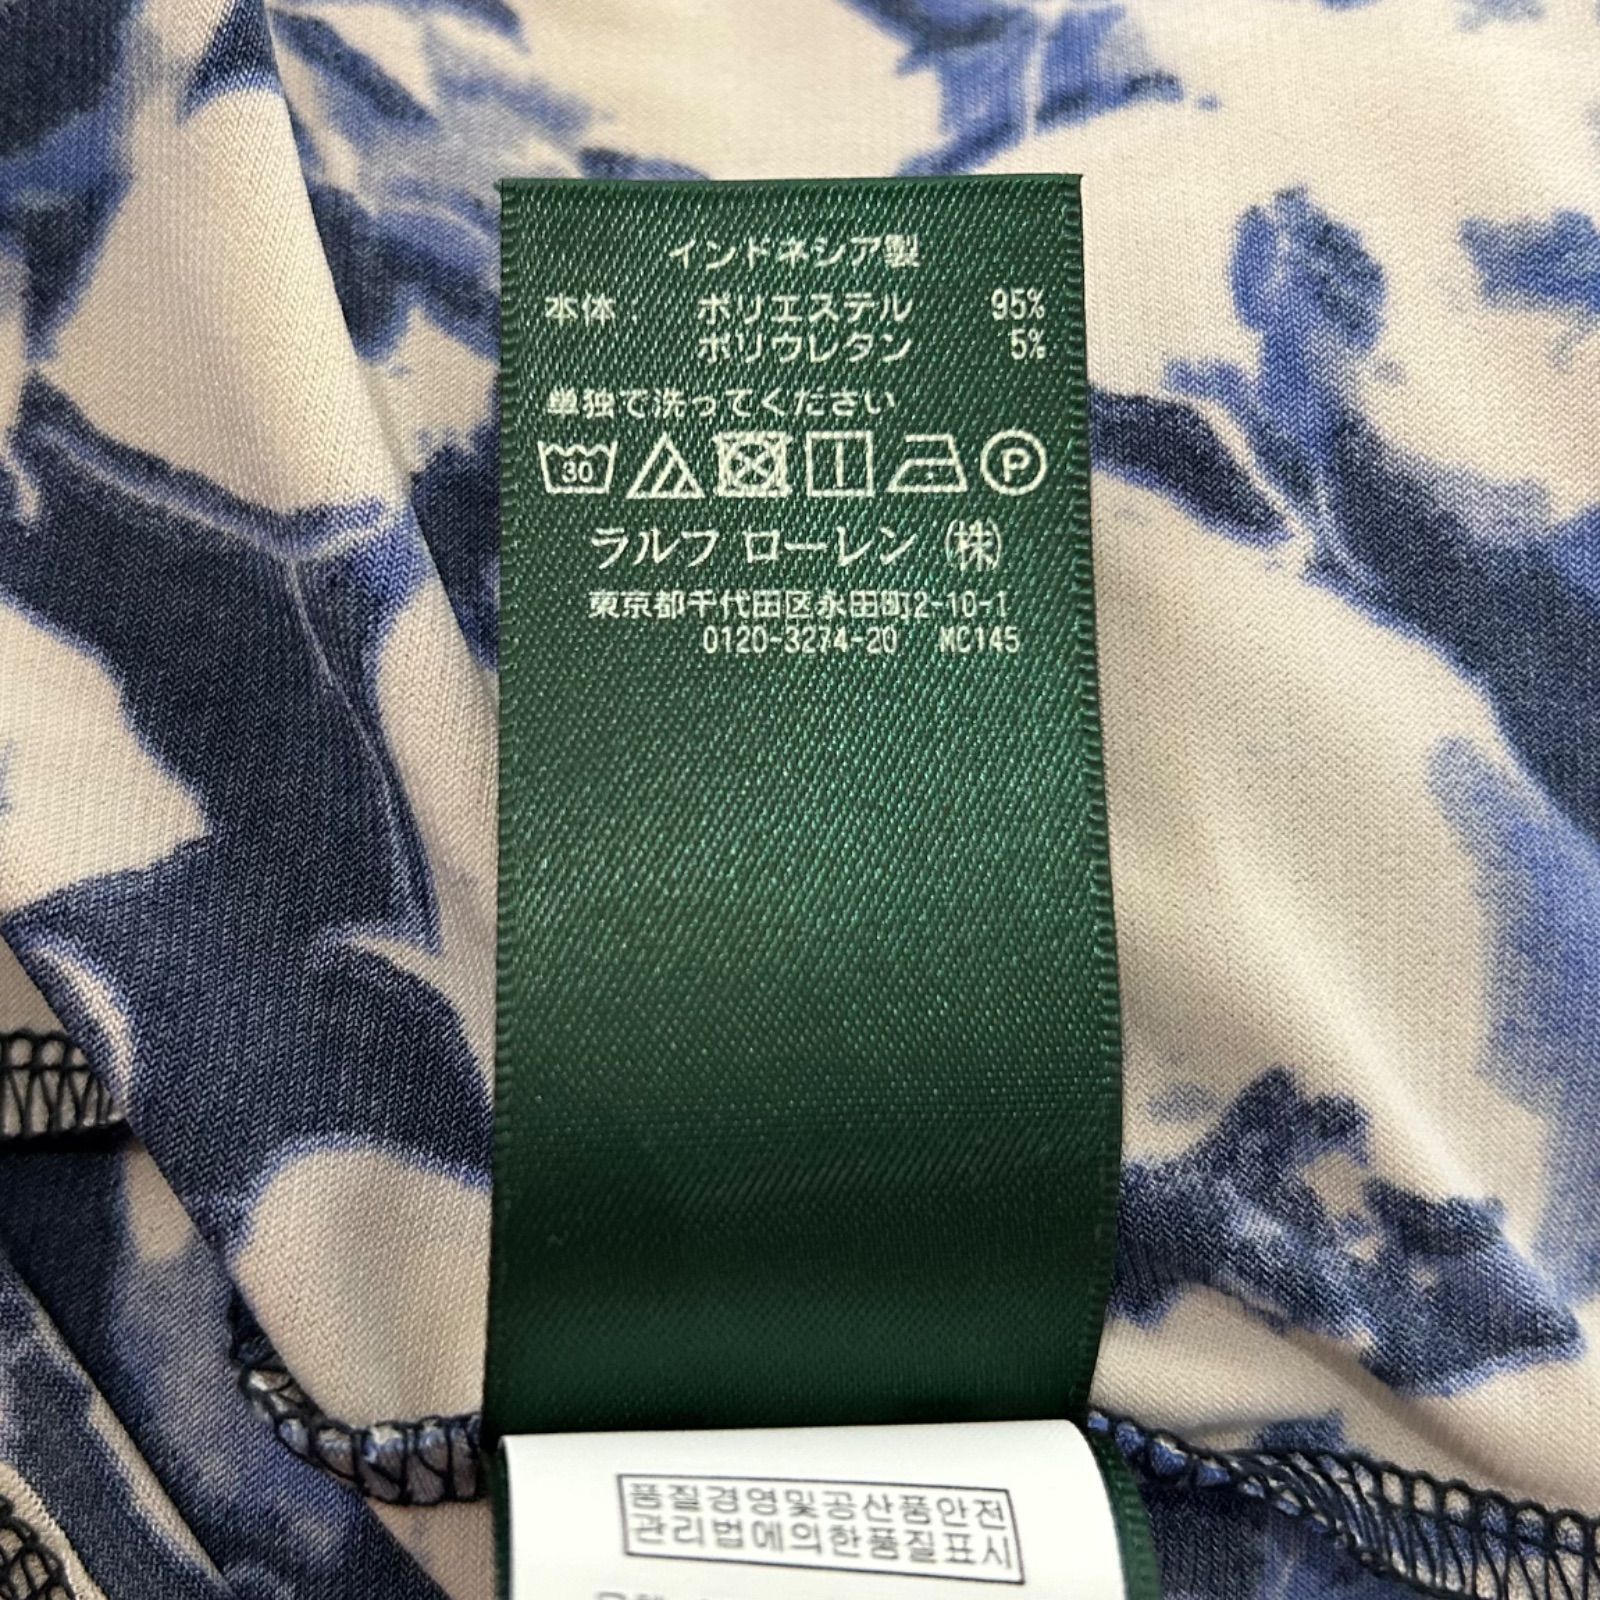 インドネシア製
本体： ポリエステル 95%
ポリウレタン 5%
単独で洗ってください
30 P
ラルフ ローレン ㈱
東京都千代田区永田町2-10-1
0120-3274-20 MC145
품질경영및공산품안전
관리법에의한품질표시